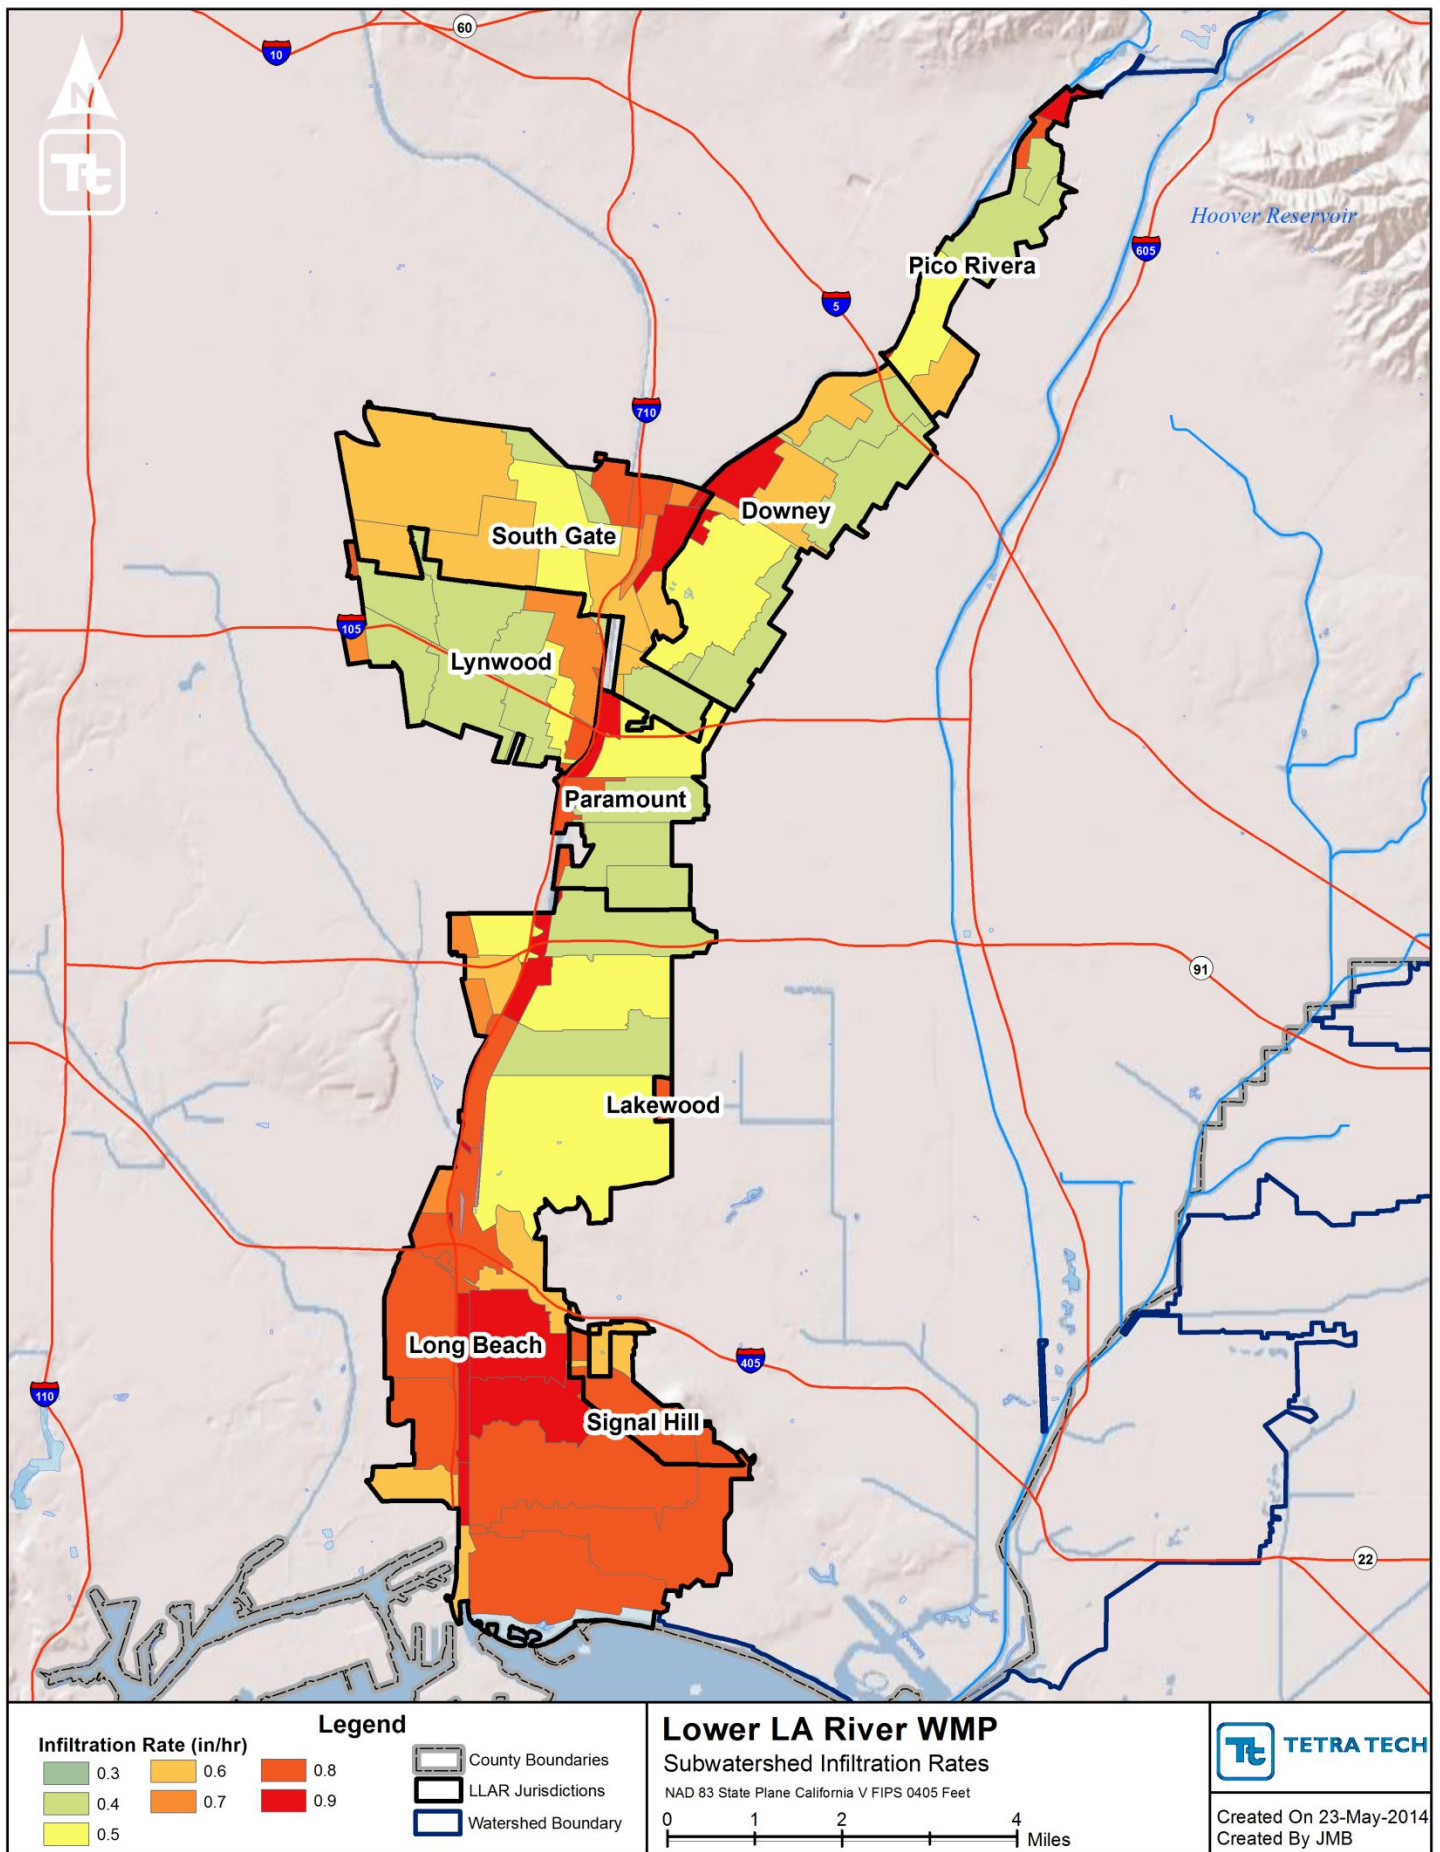 60
10
N
Tt
Hoover Reservoir
605
Pico Rivera
5
710
Downey
South Gate
105
Lynwood
Paramount
91
Lakewood
Long Beach
405
110
Signal Hill
22
Legend
Infiltration Rate (in/hr)
0.3
0.4
0.5
0.6
0.7
0.8
0.9
County Boundaries
LLAR Jurisdictions
Watershed Boundary
Lower LA River WMP
Subwatershed Infiltration Rates
NAD 83 State Plane California V FIPS 0405 Feet
0 1 2 4
Miles
Tt TETRA TECH
Created On 23-May-2014
Created By JMB